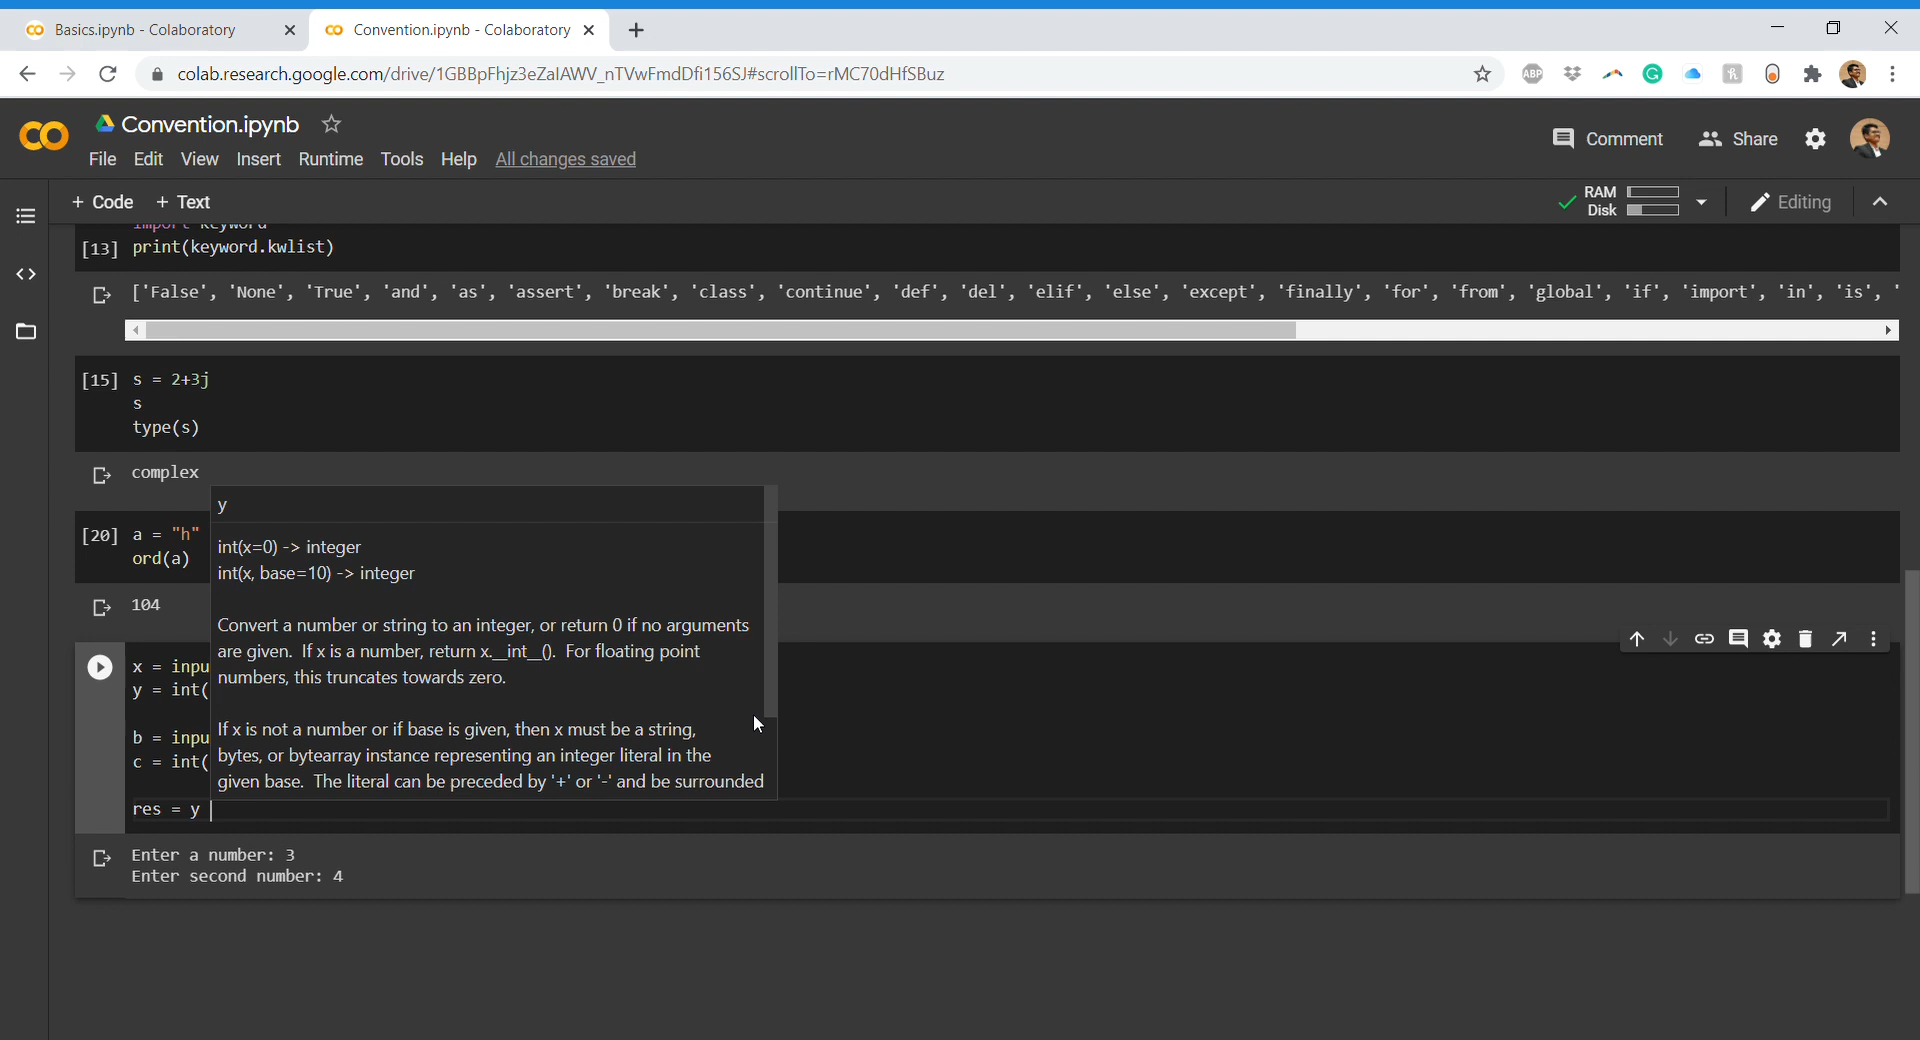 Basics.ipynb - Colaboratory
Convention.ipynb - Colaboratory
colab.research.google.com/drive/1GBBpFhjz3eZalAWV_nTVwFmdDfi156SJ#scrollTo=rMC70dHfSBuz
ABP
Convention.ipynb
Comment
Share
File Edit View Insert Runtime Tools Help All changes saved
+ Code + Text
RAM
Disk
Editing
import keyword
[13] print(keyword.kwlist)
['False', 'None', 'True', 'and', 'as', 'assert', 'break', 'class', 'continue', 'def', 'del', 'elif', 'else', 'except', 'finally', 'for', 'from', 'global', 'if', 'import', 'in', 'is', '
[15] s = 2+3j
s
type(s)
complex
y
[20] a = "h"
ord(a)
104
int(x=0) -> integer
int(x, base=10) -> integer
Convert a number or string to an integer, or return 0 if no arguments
are given.  If x is a number, return x.__int__().  For floating point
numbers, this truncates towards zero.
If x is not a number or if base is given, then x must be a string,
bytes, or bytearray instance representing an integer literal in the
given base.  The literal can be preceded by '+' or '-' and be surrounded
x = inpu
y = int(
b = inpu
c = int(
res = y
Enter a number: 3
Enter second number: 4